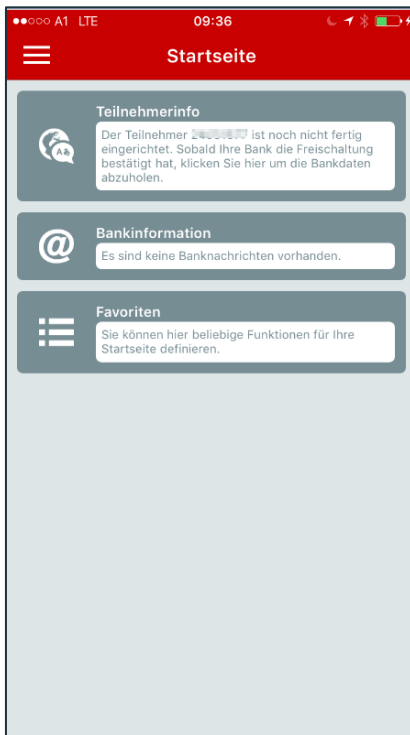 A1 LTE 09:36
Startseite
Teilnehmerinfo
Der Teilnehmer ist noch nicht fertig
eingerichtet. Sobald Ihre Bank die Freischaltung
bestätigt hat, klicken Sie hier um die Bankdaten
abzuholen.
Bankinformation
Es sind keine Banknachrichten vorhanden.
Favoriten
Sie können hier beliebige Funktionen für Ihre
Startseite definieren.